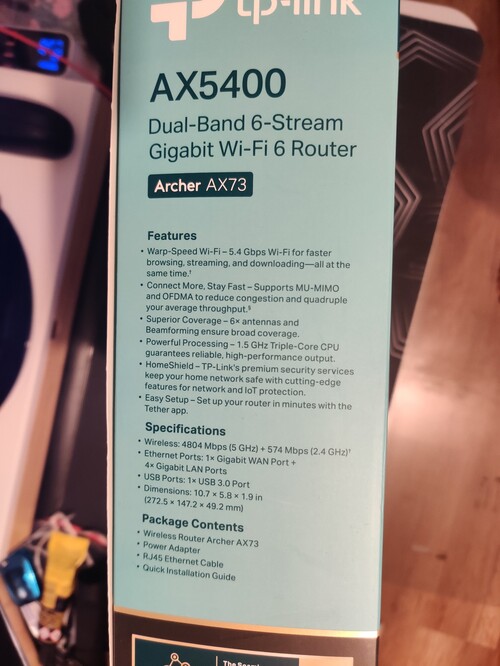 tp-link
AX5400
Dual-Band 6-Stream
Gigabit Wi-Fi 6 Router
Archer AX73
Features
• Warp-Speed Wi-Fi – 5.4 Gbps Wi-Fi for faster
browsing, streaming, and downloading—all at the
same time.†
• Connect More, Stay Fast – Supports MU-MIMO
and OFDMA to reduce congestion and quadruple
your average throughput.§
• Superior Coverage – 6× antennas and
Beamforming ensure broad coverage.
• Powerful Processing – 1.5 GHz Triple-Core CPU
guarantees reliable, high-performance output.
• HomeShield – TP-Link's premium security services
keep your home network safe with cutting-edge
features for network and IoT protection.
• Easy Setup – Set up your router in minutes with the
Tether app.
Specifications
• Wireless: 4804 Mbps (5 GHz) + 574 Mbps (2.4 GHz)†
• Ethernet Ports: 1× Gigabit WAN Port +
4× Gigabit LAN Ports
• USB Ports: 1× USB 3.0 Port
• Dimensions: 10.7 × 5.8 × 1.9 in
(272.5 × 147.2 × 49.2 mm)
Package Contents
• Wireless Router Archer AX73
• Power Adapter
• RJ45 Ethernet Cable
• Quick Installation Guide